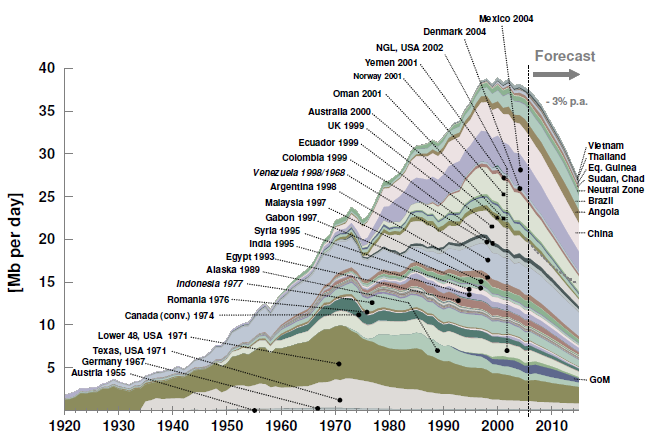 Mexico 2004
Denmark 2004
NGL, USA 2002
Yemen 2001
Norway 2001
Oman 2001
Australia 2000
UK 1999
Ecuador 1999
Colombia 1999
Venezuela 1998/1968
Argentina 1998
Malaysia 1997
Gabon 1997
Syria 1995
India 1995
Egypt 1993
Alaska 1989
Indonesia 1977
Romania 1976
Canada (conv.) 1974
Lower 48, USA 1971
Texas, USA 1971
Germany 1967
Austria 1955
Forecast
- 3% p.a.
Vietnam
Thailand
Eq. Guinea
Sudan, Chad
Neutral Zone
Brazil
Angola
China
GoM
[Mb per day]
40
35
30
25
20
15
10
5
1920 1930 1940 1950 1960 1970 1980 1990 2000 2010